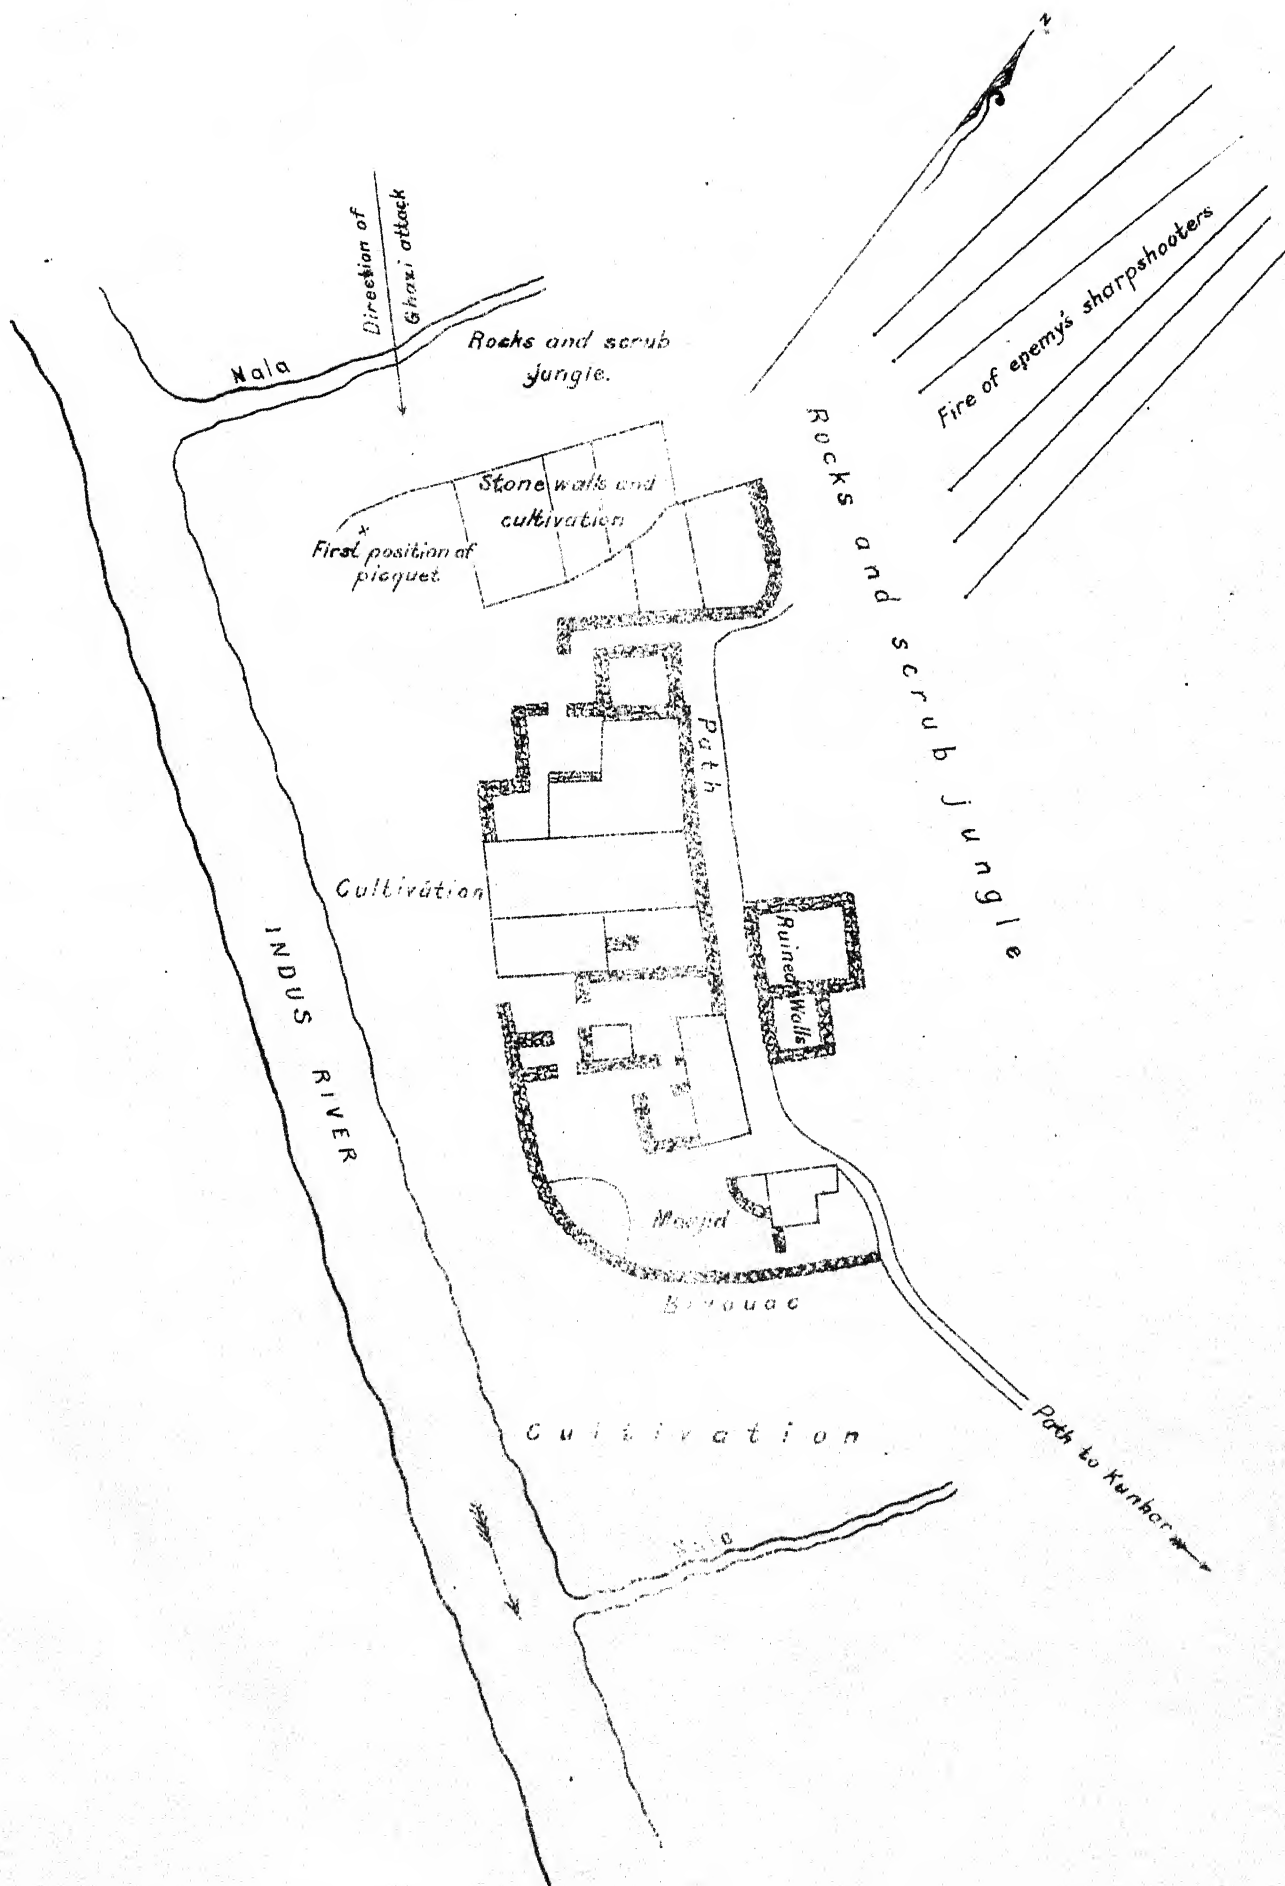 N
Direction of
Ghazi attack
Nala
Rocks and scrub
jungle.
Fire of enemy's sharpshooters
Rocks and scrub jungle
Stone walls and
cultivation
x
First position of
picquet
Path
Cultivation
Ruined Walls
INDUS RIVER
Masjid
Bivouac
Cultivation
Path to Kunhar
Nala